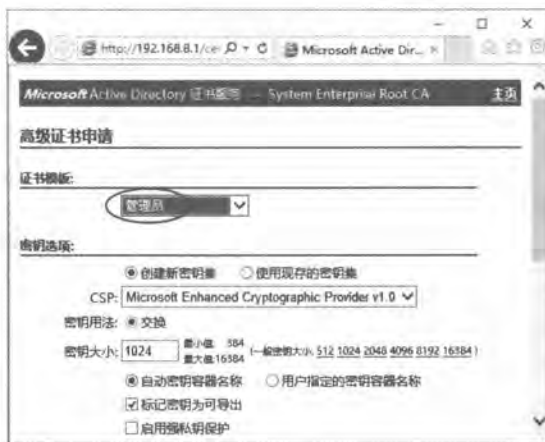 http://192.168.8.1/ce
Microsoft Active Dir...
Microsoft Active Directory 证书服务 -- System Enterprisi Root CA 主页
高级证书申请
证书模板:
管理员
密钥选项:
创建新密钥集 使用现存的密钥集
CSP: Microsoft Enhanced Cryptographic Provider v1.0
密钥用法: 交换
密钥大小: 1024 最小值: 384 最大值:16384 (一般密钥大小: 512 1024 2048 4096 8192 16384)
自动密钥容器名称 用户指定的密钥容器名称
标记密钥为可导出
启用强私钥保护